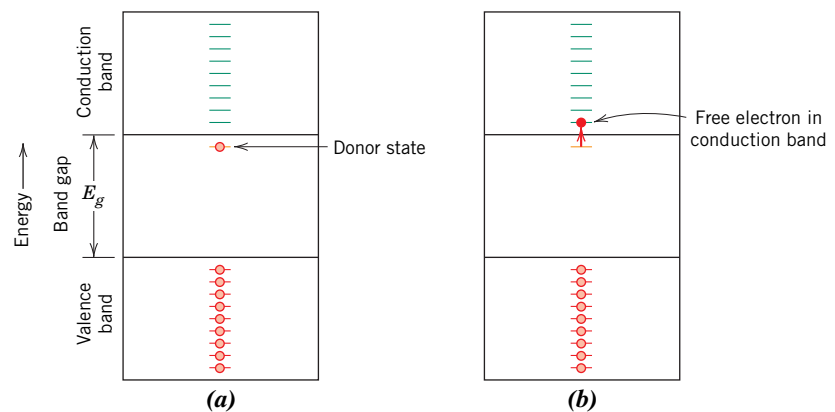 Energy
Conduction
band
Band gap
E_g
Valence
band
Donor state
(a)
Free electron in
conduction band
(b)